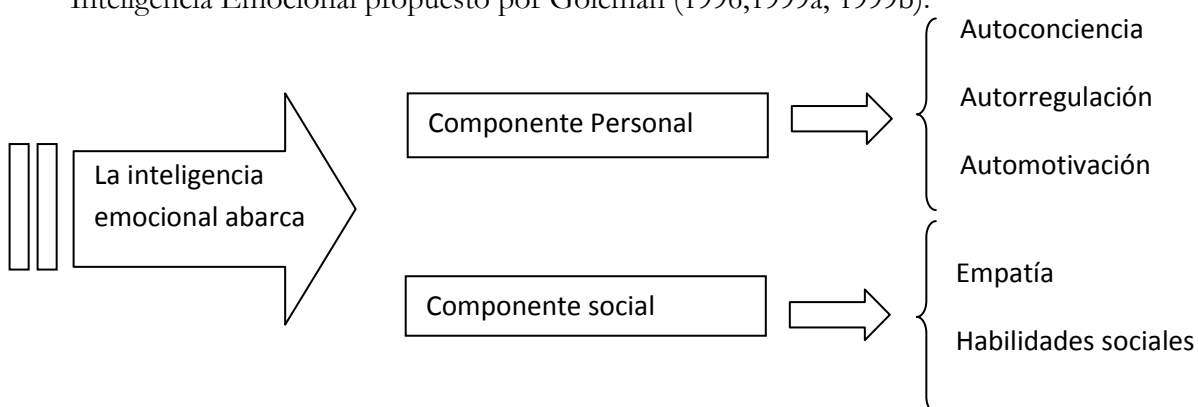 Inteligencia Emocional propuesto por Goleman (1996,1999a, 1999b).
La inteligencia
emocional abarca
Componente Personal
Autoconciencia
Autorregulación
Automotivación
Componente social
Empatía
Habilidades sociales